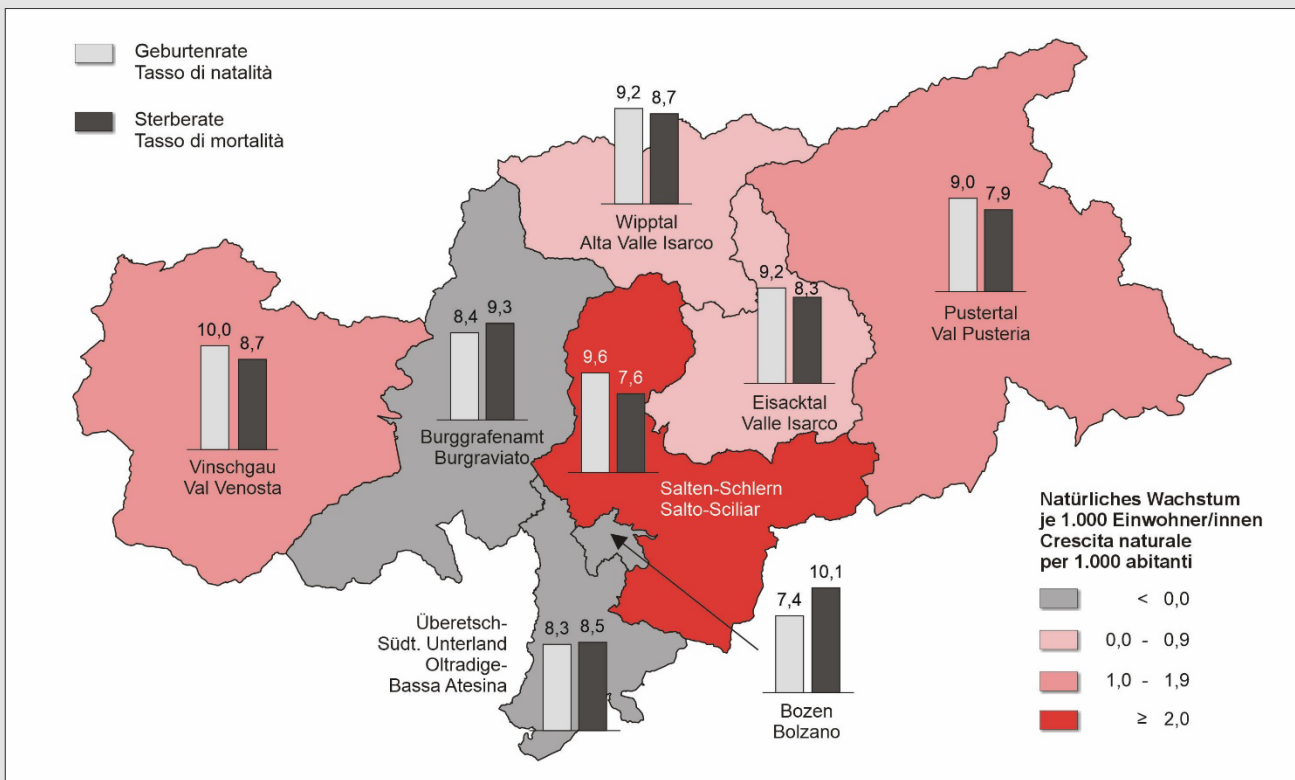 Geburtenrate
Tasso di natalità
Sterberate
Tasso di mortalità
9,2 8,7
Wipptal
Alta Valle Isarco
9,0 7,9
Pustertal
Val Pusteria
9,2 8,3
Eisacktal
Valle Isarco
8,4 9,3
Burggrafenamt
Burgraviato
10,0 8,7
Vinschgau
Val Venosta
9,6 7,6
Salten-Schlern
Salto-Sciliar
7,4 10,1
Bozen
Bolzano
Überetsch-
Südt. Unterland
Oltradige-
Bassa Atesina
8,3 8,5
Natürliches Wachstum
je 1.000 Einwohner/innen
Crescita naturale
per 1.000 abitanti
< 0,0
0,0 - 0,9
1,0 - 1,9
≥ 2,0